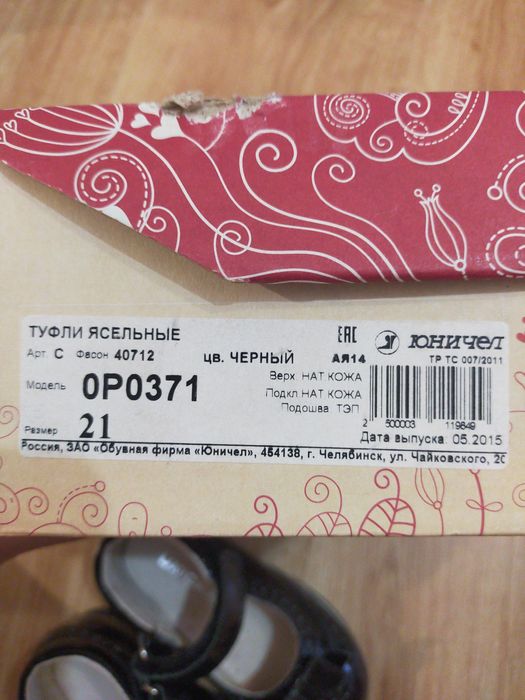 ТУФЛИ ЯСЕЛЬНЫЕ
ЕАС ЮНИЧЕЛ
Арт. С Фасон 40712 цв. ЧЕРНЫЙ АЯ14 ТР ТС 007/2011
Модель 0Р0371
Верх НАТ КОЖА
Подкл НАТ КОЖА
Подошва ТЭП
2 500003 119849
Размер 21
Дата выпуска: 05.2015
Россия, ЗАО «Обувная фирма "Юничел», 454138, г. Челябинск, ул. Чайковского, 20